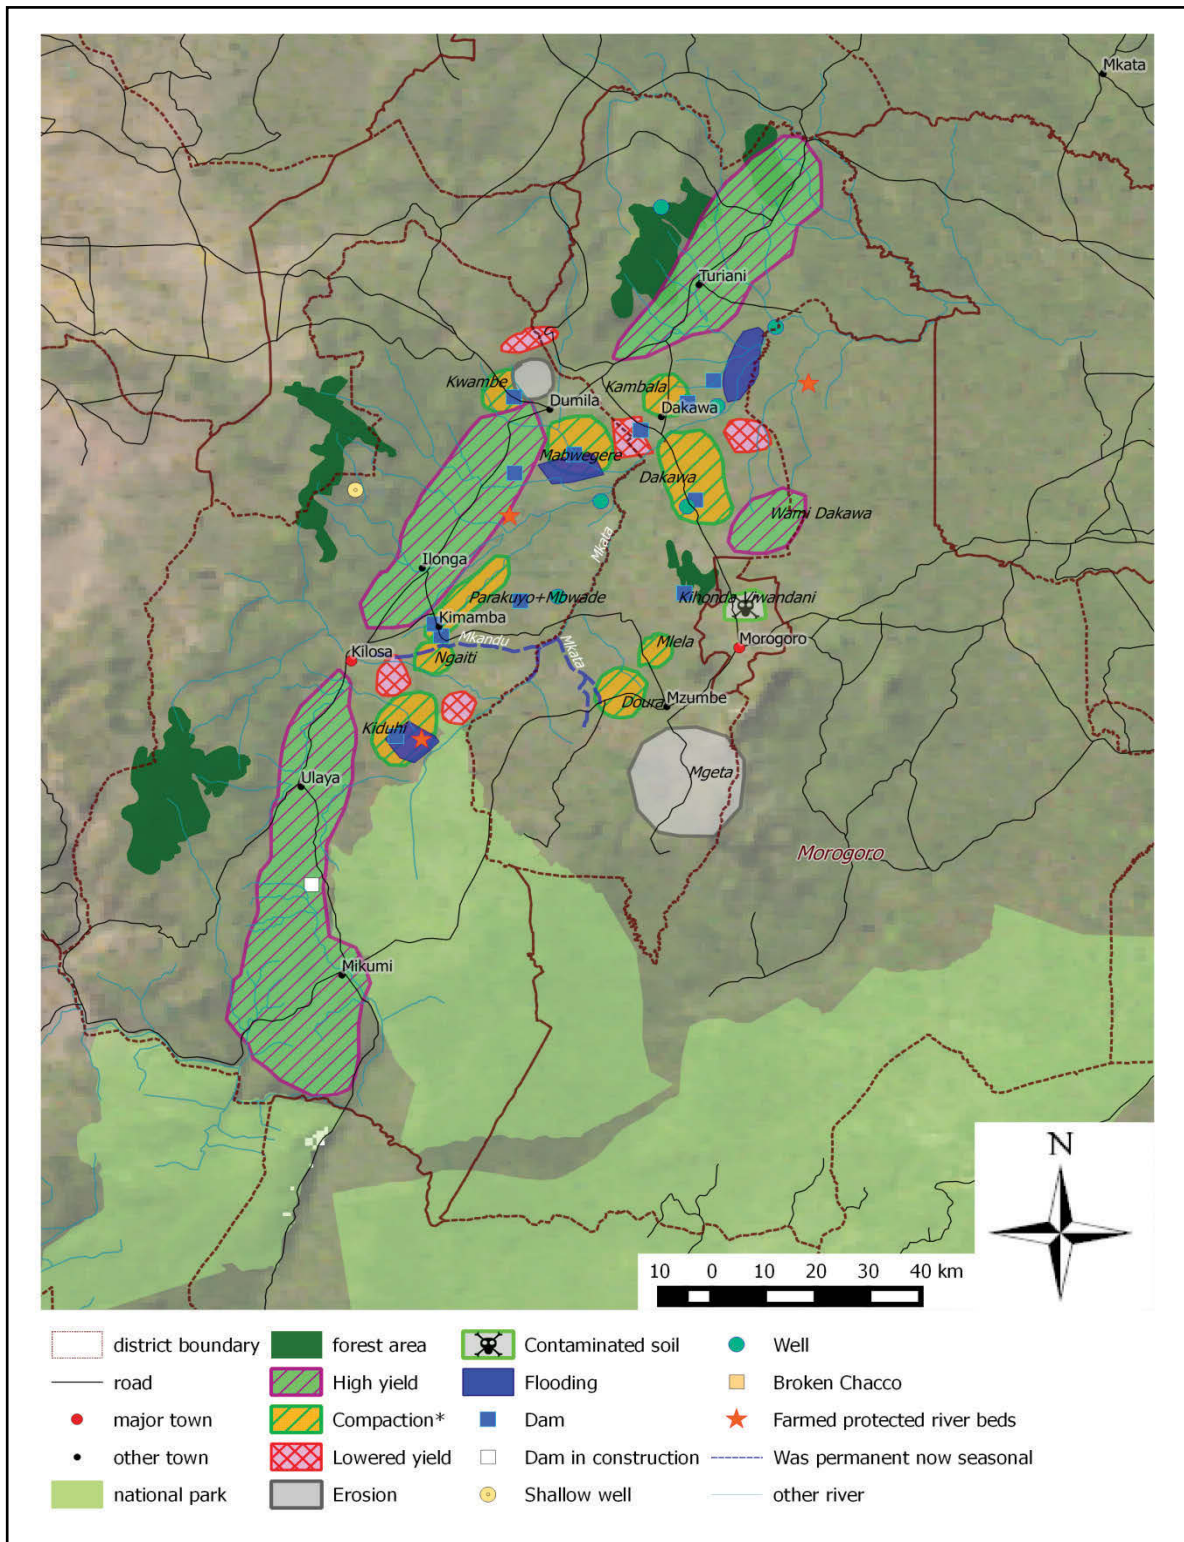 Mkata
Turiani
Kwambe
Kambala
Dumila
Dakawa
Mabwegere
Dakawa
Wami Dakawa
Mkata
Ilonga
Parakuyo+Mbwade
Kihonda Viwandani
Kimamba
Mkandu
Mkata
Mlela
Morogoro
Kilosa
Ngaiti
Doura
Mzumbe
Kiduhi
Ulaya
Mgeta
Morogoro
Mikumi
N
10 0 10 20 30 40 km
district boundary
forest area
Contaminated soil
Well
road
High yield
Flooding
Broken Chacco
major town
Compaction*
Dam
Farmed protected river beds
other town
Lowered yield
Dam in construction
Was permanent now seasonal
national park
Erosion
Shallow well
other river